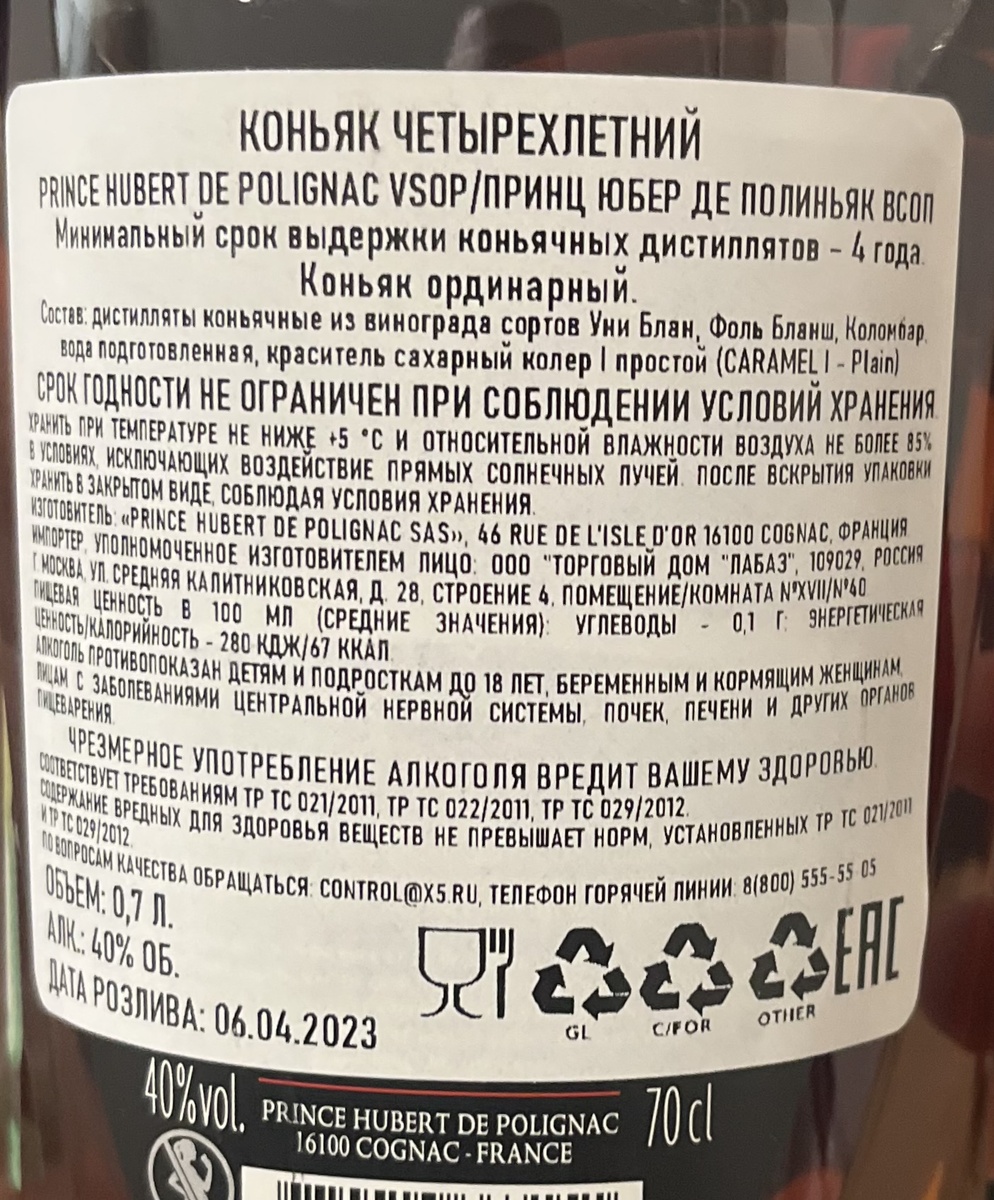 КОНЬЯК ЧЕТЫРЕХЛЕТНИЙ
PRINCE HUBERT DE POLIGNAC VSOP/ПРИНЦ ЮБЕР ДЕ ПОЛИНЬЯК ВСОП
Минимальный срок выдержки коньячных дистиллятов – 4 года.
Коньяк ординарный.
Состав: дистилляты коньячные из винограда сортов Уни Блан, Фоль Бланш, Коломбар,
вода подготовленная, краситель сахарный колер I простой (CARAMEL I - Plain)
СРОК ГОДНОСТИ НЕ ОГРАНИЧЕН ПРИ СОБЛЮДЕНИИ УСЛОВИЙ ХРАНЕНИЯ.
ХРАНИТЬ ПРИ ТЕМПЕРАТУРЕ НЕ НИЖЕ +5 °C И ОТНОСИТЕЛЬНОЙ ВЛАЖНОСТИ ВОЗДУХА НЕ БОЛЕЕ 85%
В УСЛОВИЯХ, ИСКЛЮЧАЮЩИХ ВОЗДЕЙСТВИЕ ПРЯМЫХ СОЛНЕЧНЫХ ЛУЧЕЙ. ПОСЛЕ ВСКРЫТИЯ УПАКОВКИ
ХРАНИТЬ В ЗАКРЫТОМ ВИДЕ, СОБЛЮДАЯ УСЛОВИЯ ХРАНЕНИЯ.
ИЗГОТОВИТЕЛЬ: «PRINCE HUBERT DE POLIGNAC SAS», 46 RUE DE L'ISLE D'OR 16100 COGNAC, ФРАНЦИЯ
ИМПОРТЕР, УПОЛНОМОЧЕННОЕ ИЗГОТОВИТЕЛЕМ ЛИЦО: ООО "ТОРГОВЫЙ ДОМ "ЛАБАЗ", 109029, РОССИЯ
Г. МОСКВА, УЛ. СРЕДНЯЯ КАЛИТНИКОВСКАЯ, Д. 28, СТРОЕНИЕ 4, ПОМЕЩЕНИЕ/КОМНАТА N°XVII/N°40
ПИЩЕВАЯ ЦЕННОСТЬ В 100 МЛ (СРЕДНИЕ ЗНАЧЕНИЯ): УГЛЕВОДЫ - 0,1 Г; ЭНЕРГЕТИЧЕСКАЯ
ЦЕННОСТЬ/КАЛОРИЙНОСТЬ - 280 КДЖ/67 ККАЛ.
АЛКОГОЛЬ ПРОТИВОПОКАЗАН ДЕТЯМ И ПОДРОСТКАМ ДО 18 ЛЕТ, БЕРЕМЕННЫМ И КОРМЯЩИМ ЖЕНЩИНАМ,
ЛИЦАМ С ЗАБОЛЕВАНИЯМИ ЦЕНТРАЛЬНОЙ НЕРВНОЙ СИСТЕМЫ, ПОЧЕК, ПЕЧЕНИ И ДРУГИХ ОРГАНОВ
ПИЩЕВАРЕНИЯ.
ЧРЕЗМЕРНОЕ УПОТРЕБЛЕНИЕ АЛКОГОЛЯ ВРЕДИТ ВАШЕМУ ЗДОРОВЬЮ.
СООТВЕТСТВУЕТ ТРЕБОВАНИЯМ ТР ТС 021/2011, ТР ТС 022/2011, ТР ТС 029/2012.
СОДЕРЖАНИЕ ВРЕДНЫХ ДЛЯ ЗДОРОВЬЯ ВЕЩЕСТВ НЕ ПРЕВЫШАЕТ НОРМ, УСТАНОВЛЕННЫХ ТР ТС 021/2011
И ТР ТС 029/2012.
ПО ВОПРОСАМ КАЧЕСТВА ОБРАЩАТЬСЯ: CONTROL@X5.RU, ТЕЛЕФОН ГОРЯЧЕЙ ЛИНИИ: 8(800) 555-55 05
ОБЪЕМ: 0,7 Л.
АЛК.: 40% ОБ.
ДАТА РОЗЛИВА: 06.04.2023
GL C/FOR OTHER EAC
40%vol. PRINCE HUBERT DE POLIGNAC 70 cl
16100 COGNAC - FRANCE